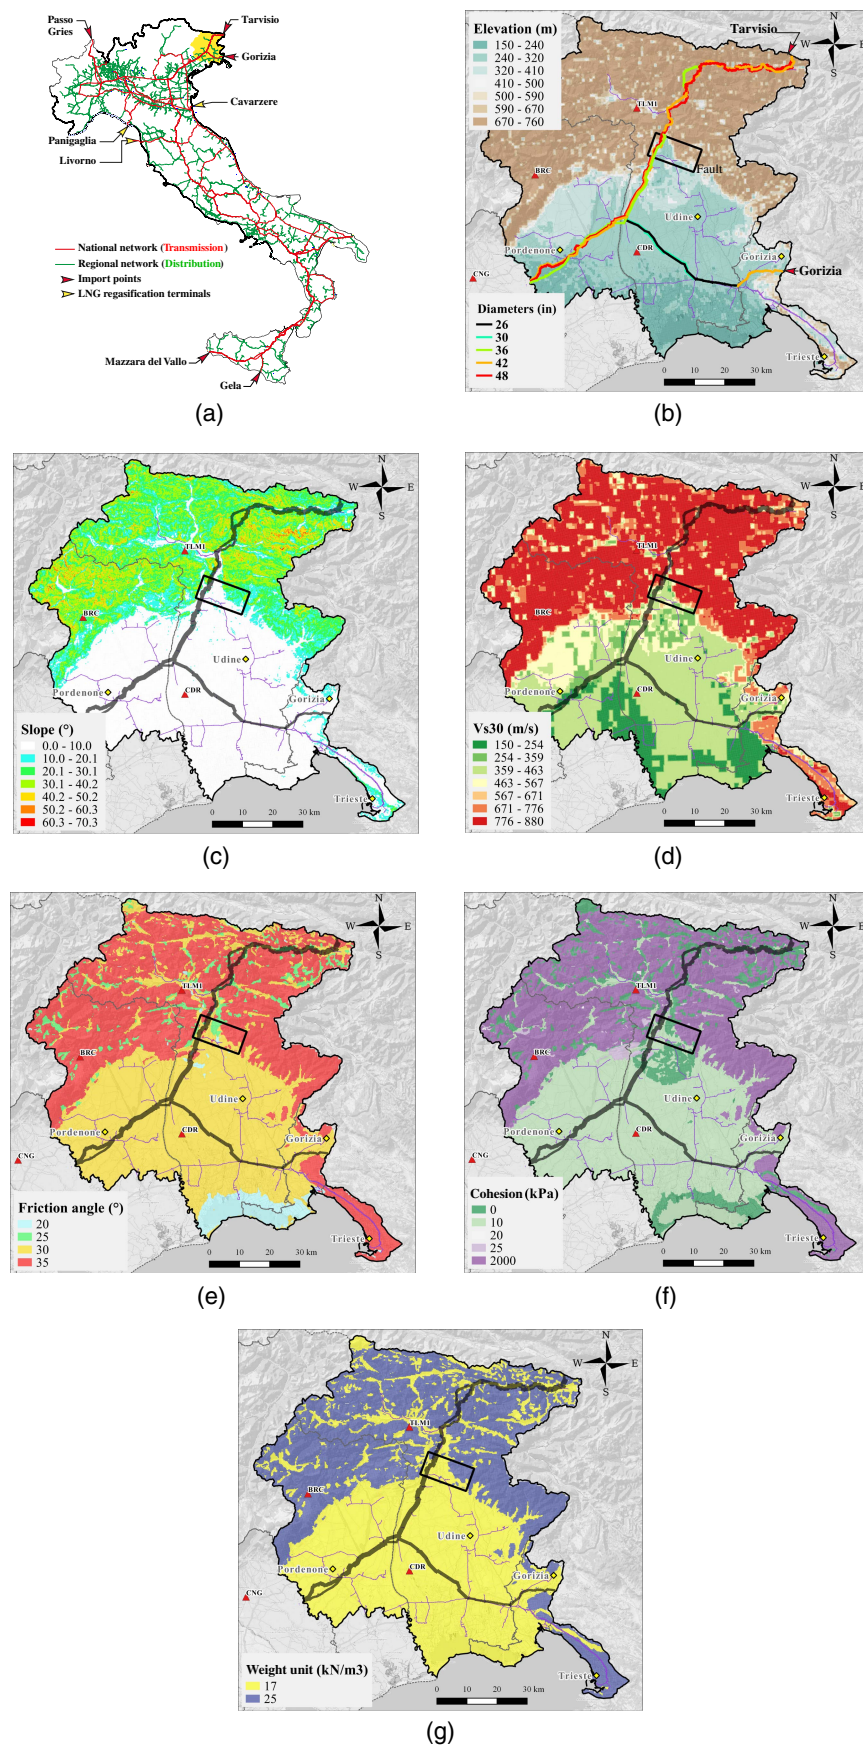 Passo
Gries
Tarvisio
Gorizia
Cavarzere
Panigaglia
Livorno
National network (Transmission)
Regional network (Distribution)
Import points
LNG regasification terminals
Mazzara del Vallo
Gela
(a)
Elevation (m)
150 - 240
240 - 320
320 - 410
410 - 500
500 - 590
590 - 670
670 - 760
Tarvisio
N
W E
S
TLM1
Fault
BRC
Udine
Pordenone
CDR
Gorizia
Gorizia
CNG
Diameters (in)
26
30
36
42
48
Trieste
0 10 20 30 km
(b)
N
W E
S
TLM1
BRC
Udine
Pordenone
CDR
Gorizia
Slope (°)
0.0 - 10.0
10.0 - 20.1
20.1 - 30.1
30.1 - 40.2
40.2 - 50.2
50.2 - 60.3
60.3 - 70.3
Trieste
0 10 20 30 km
(c)
N
W E
S
TLM1
BRC
Udine
Pordenone
CDR
Gorizia
Vs30 (m/s)
150 - 254
254 - 359
359 - 463
463 - 567
567 - 671
671 - 776
776 - 880
Trieste
0 10 20 30 km
(d)
N
W E
S
TLM1
BRC
Udine
Pordenone
CDR
Gorizia
CNG
Friction angle (°)
20
25
30
35
Trieste
0 10 20 30 km
(e)
N
W E
S
TLM1
BRC
Udine
Pordenone
CDR
Gorizia
CNG
Cohesion (kPa)
0
10
20
25
2000
Trieste
0 10 20 30 km
(f)
N
W E
S
TLM1
BRC
Udine
Pordenone
CDR
Gorizia
CNG
Weight unit (kN/m3)
17
25
Trieste
0 10 20 30 km
(g)